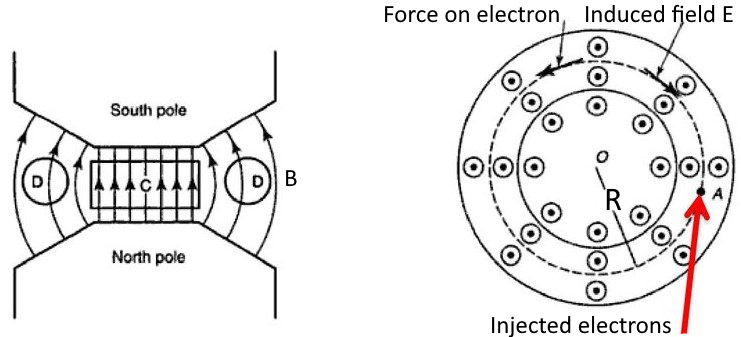 Force on electron
Induced field E
South pole
D
C
D
B
North pole
O
R
A
Injected electrons